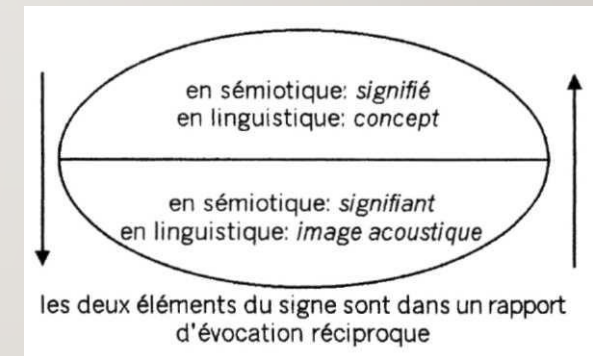 en sémiotique: signifié
en linguistique: concept
en sémiotique: signifiant
en linguistique: image acoustique
les deux éléments du signe sont dans un rapport
d'évocation réciproque